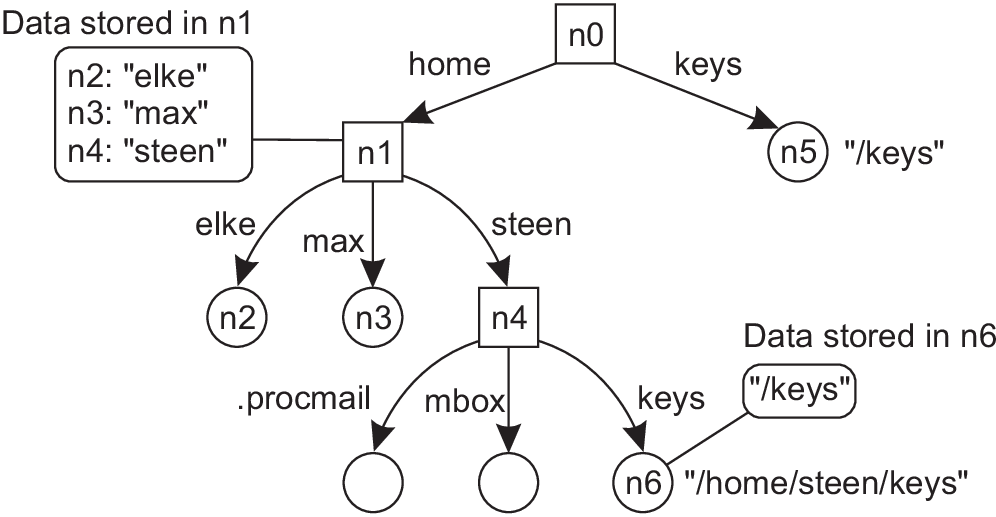 Data stored in n1
n2: "elke"
n3: "max"
n4: "steen"
n0
home
keys
n1
n5
"/keys"
elke
max
steen
n2
n3
n4
Data stored in n6
"/keys"
.procmail
mbox
keys
n6
"/home/steen/keys"